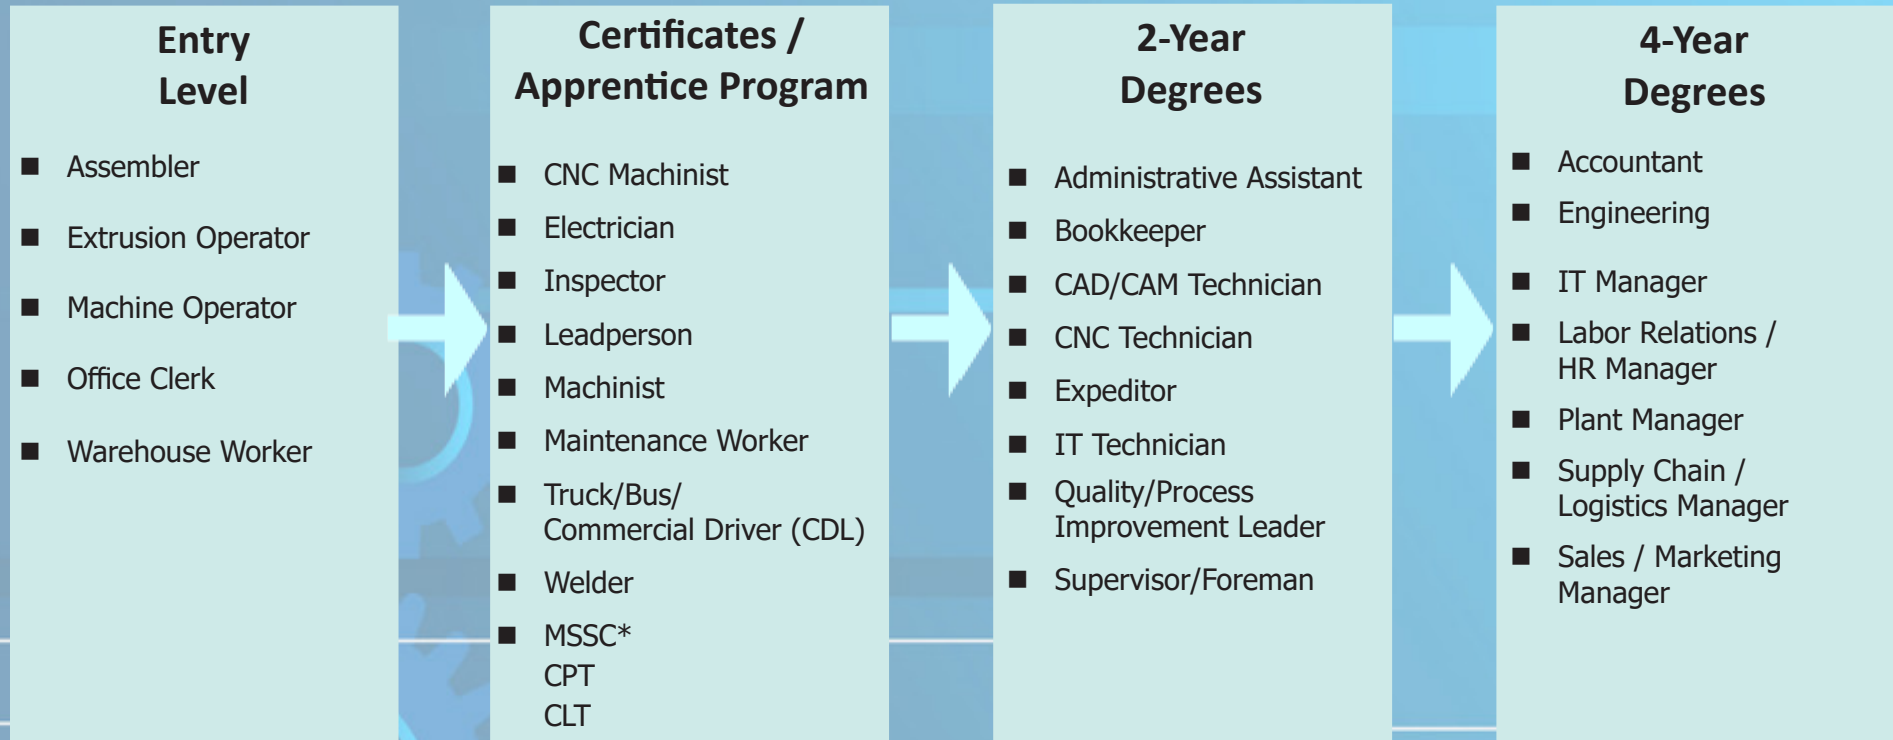 Entry
Level
■ Assembler
■ Extrusion Operator
■ Machine Operator
■ Office Clerk
■ Warehouse Worker
Certificates /
Apprentice Program
■ CNC Machinist
■ Electrician
■ Inspector
■ Leadperson
■ Machinist
■ Maintenance Worker
■ Truck/Bus/
Commercial Driver (CDL)
■ Welder
■ MSSC*
CPT
CLT
2-Year
Degrees
■ Administrative Assistant
■ Bookkeeper
■ CAD/CAM Technician
■ CNC Technician
■ Expeditor
■ IT Technician
■ Quality/Process
Improvement Leader
■ Supervisor/Foreman
4-Year
Degrees
■ Accountant
■ Engineering
■ IT Manager
■ Labor Relations /
HR Manager
■ Plant Manager
■ Supply Chain /
Logistics Manager
■ Sales / Marketing
Manager